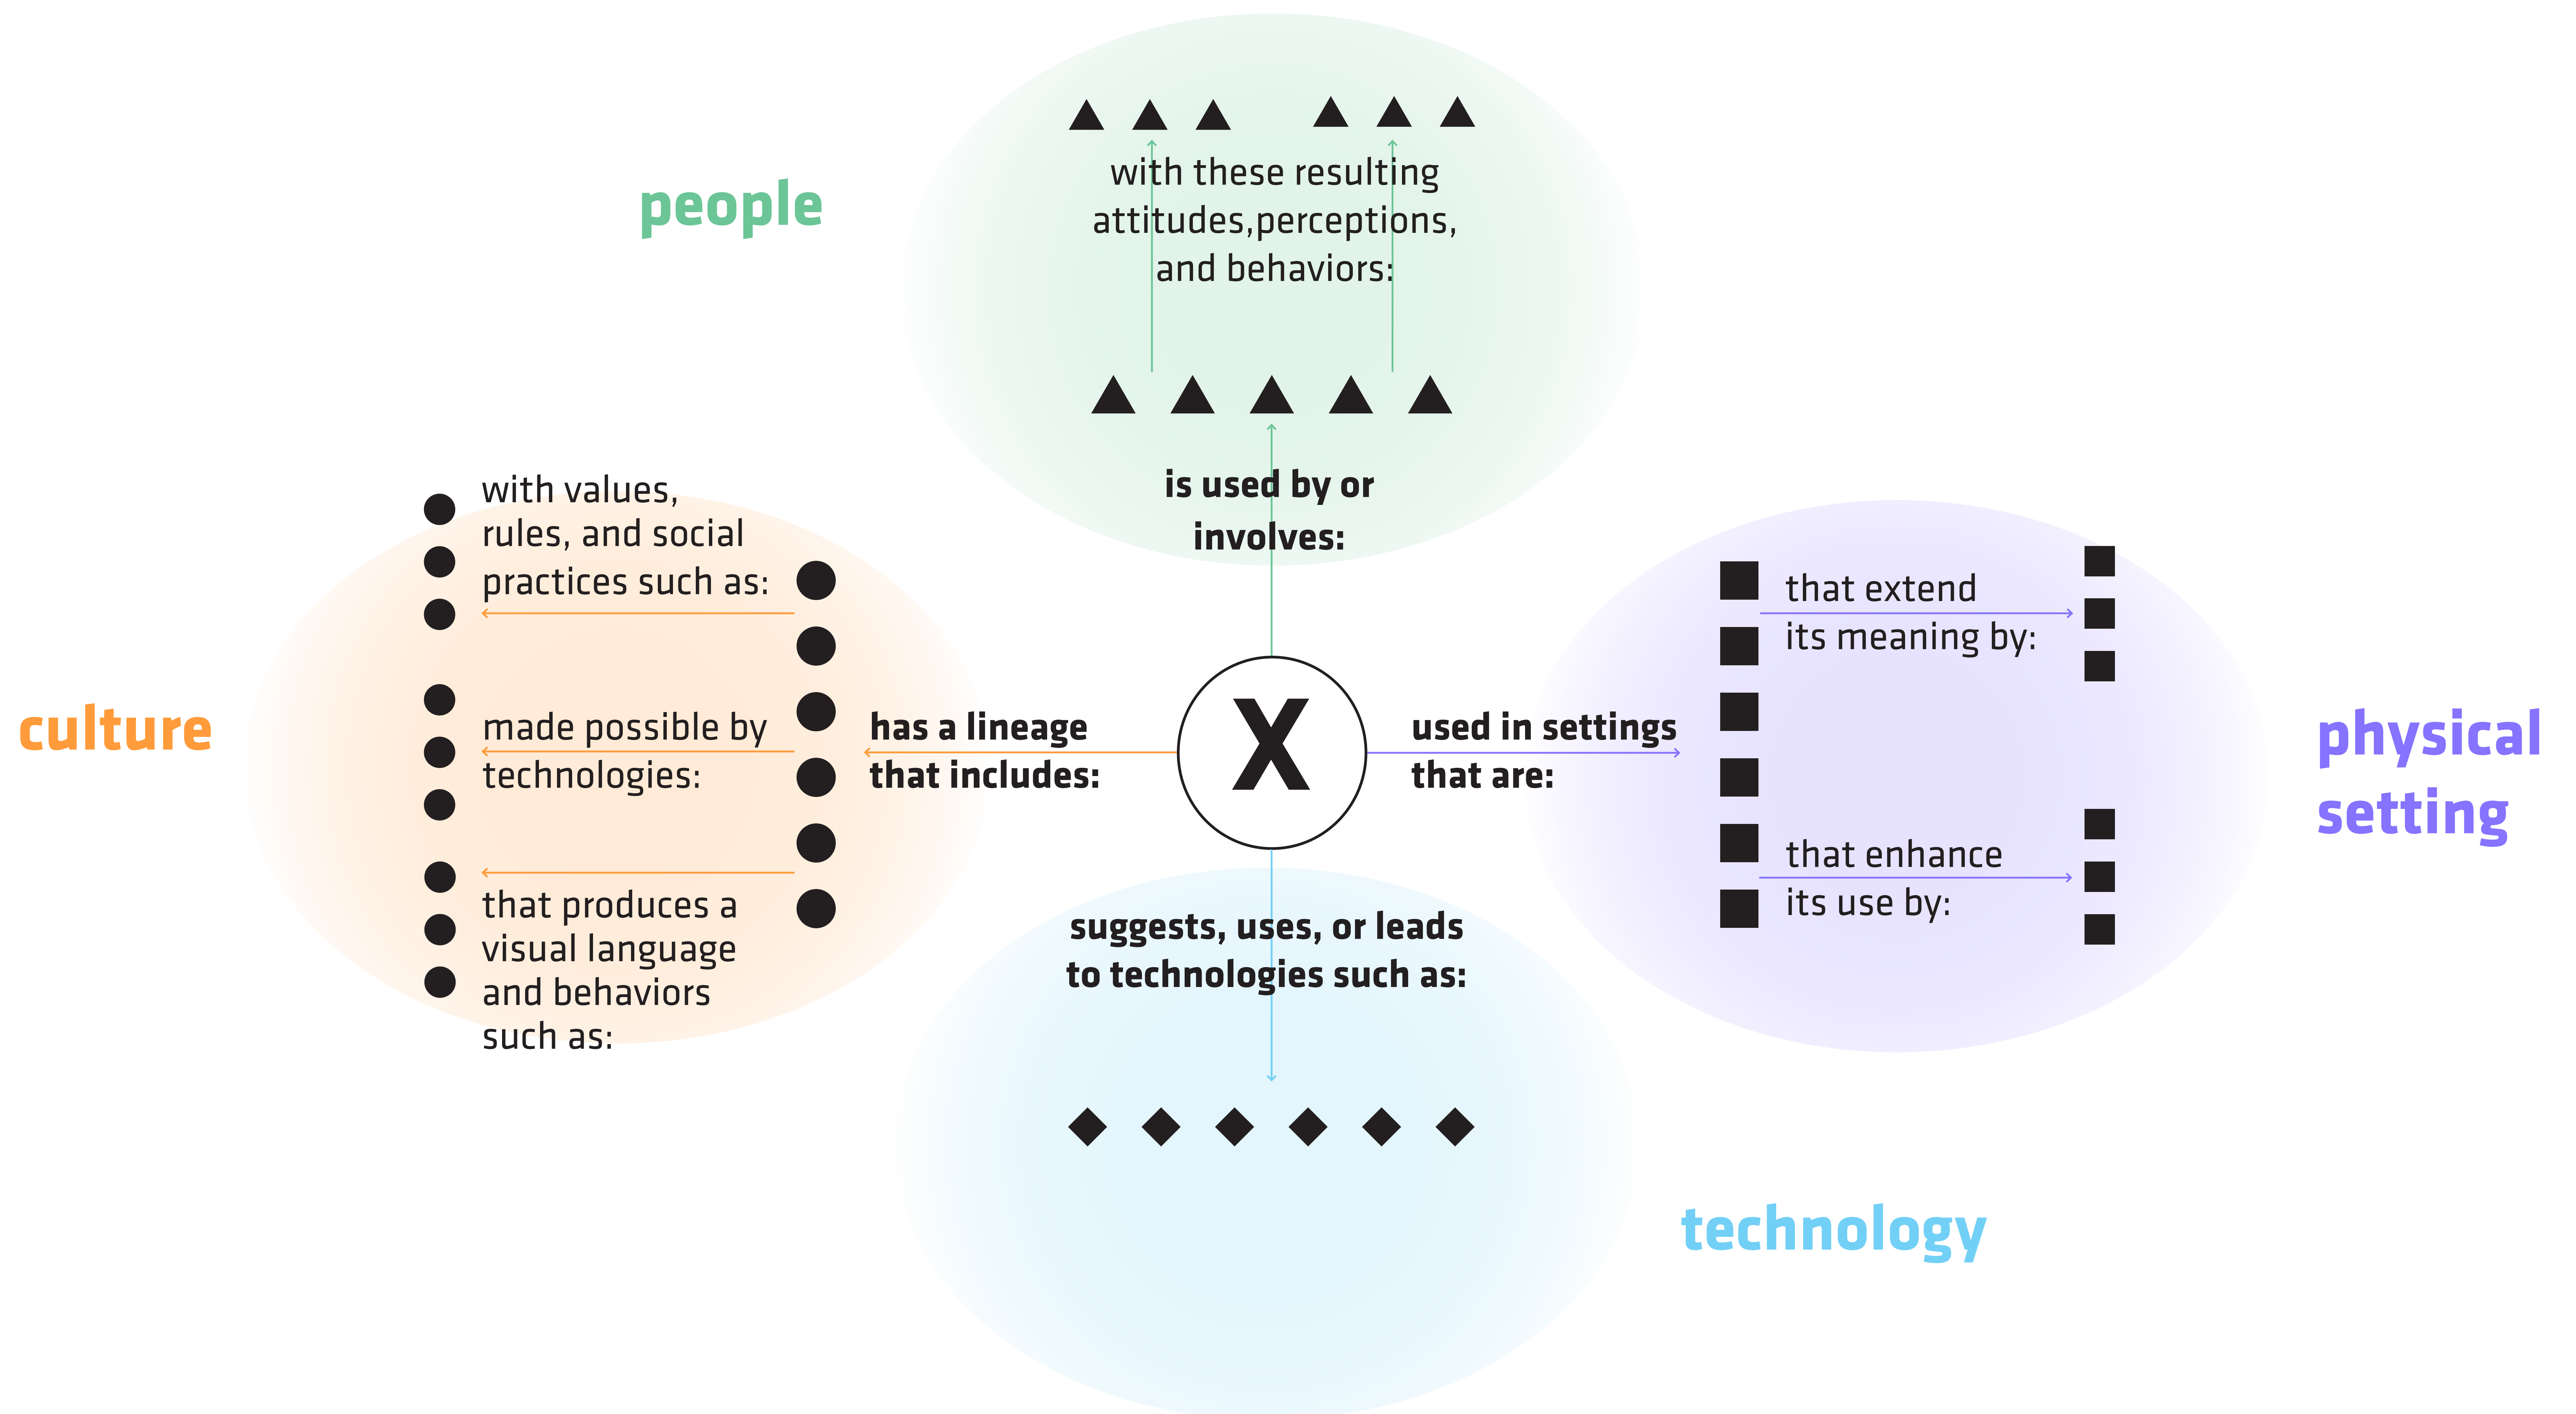 people
with these resulting
attitudes,perceptions,
and behaviors:
is used by or
involves:
culture
with values,
rules, and social
practices such as:
made possible by
technologies:
that produces a
visual language
and behaviors
such as:
has a lineage
that includes:
X
used in settings
that are:
that extend
its meaning by:
that enhance
its use by:
physical
setting
suggests, uses, or leads
to technologies such as:
technology